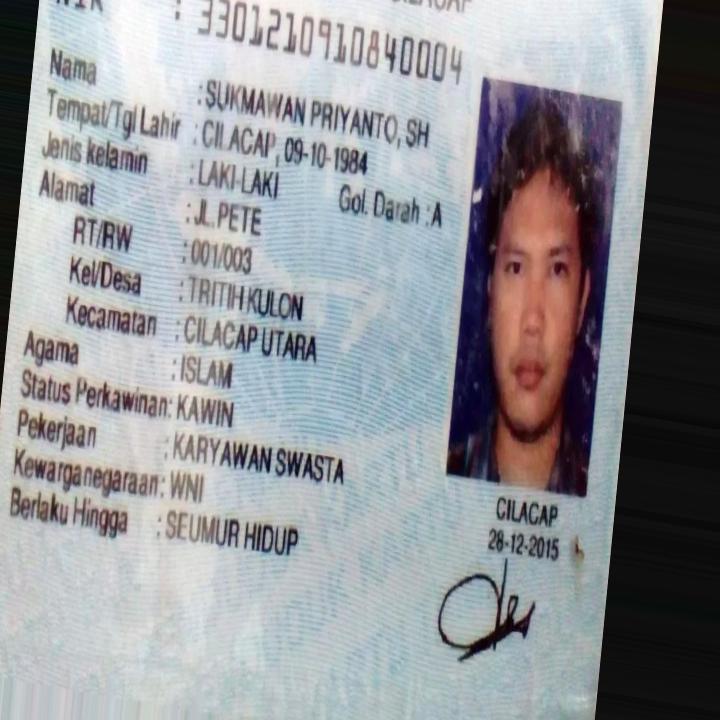 CILACAP
NIK : 3301210910840004
Nama : SUKMAWAN PRIYANTO, SH
Tempat/Tgl Lahir : CILACAP, 09-10-1984
Jenis kelamin : LAKI-LAKI Gol. Darah : A
Alamat : JL.PETE
RT/RW : 001/003
Kel/Desa : TRITIH KULON
Kecamatan : CILACAP UTARA
Agama : ISLAM
Status Perkawinan: KAWIN
Pekerjaan : KARYAWAN SWASTA
Kewarganegaraan: WNI
Berlaku Hingga : SEUMUR HIDUP
CILACAP
28-12-2015